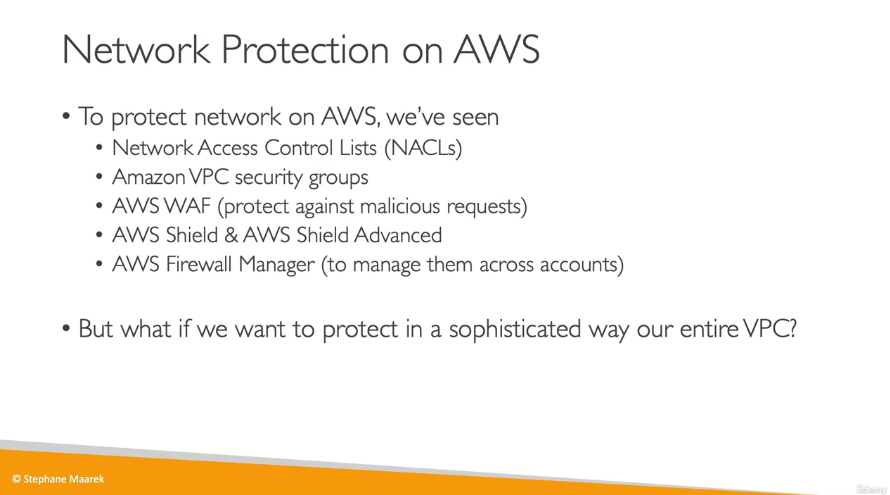 Network Protection on AWS
• To protect network on AWS, we've seen
• Network Access Control Lists (NACLs)
• Amazon VPC security groups
• AWS WAF (protect against malicious requests)
• AWS Shield & AWS Shield Advanced
• AWS Firewall Manager (to manage them across accounts)
• But what if we want to protect in a sophisticated way our entire VPC?
© Stephane Maarek
ûdemy